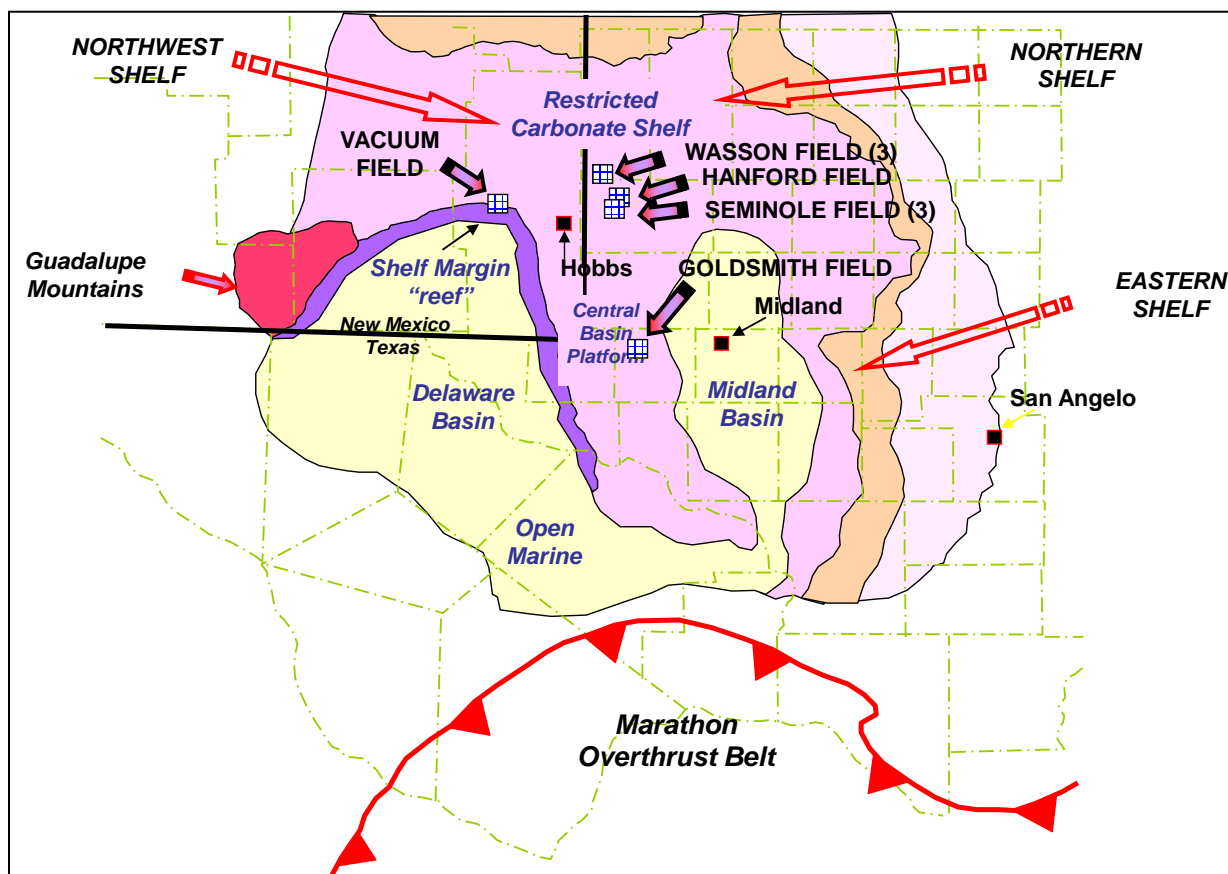 NORTHWEST
SHELF
NORTHERN
SHELF
Restricted
Carbonate Shelf
VACUUM
FIELD
WASSON FIELD (3)
HANFORD FIELD
SEMINOLE FIELD (3)
Guadalupe
Mountains
Shelf Margin
“reef”
Hobbs
GOLDSMITH FIELD
EASTERN
SHELF
Central
Basin
Platform
Midland
New Mexico
Texas
Delaware
Basin
Midland
Basin
San Angelo
Open
Marine
Marathon
Overthrust Belt